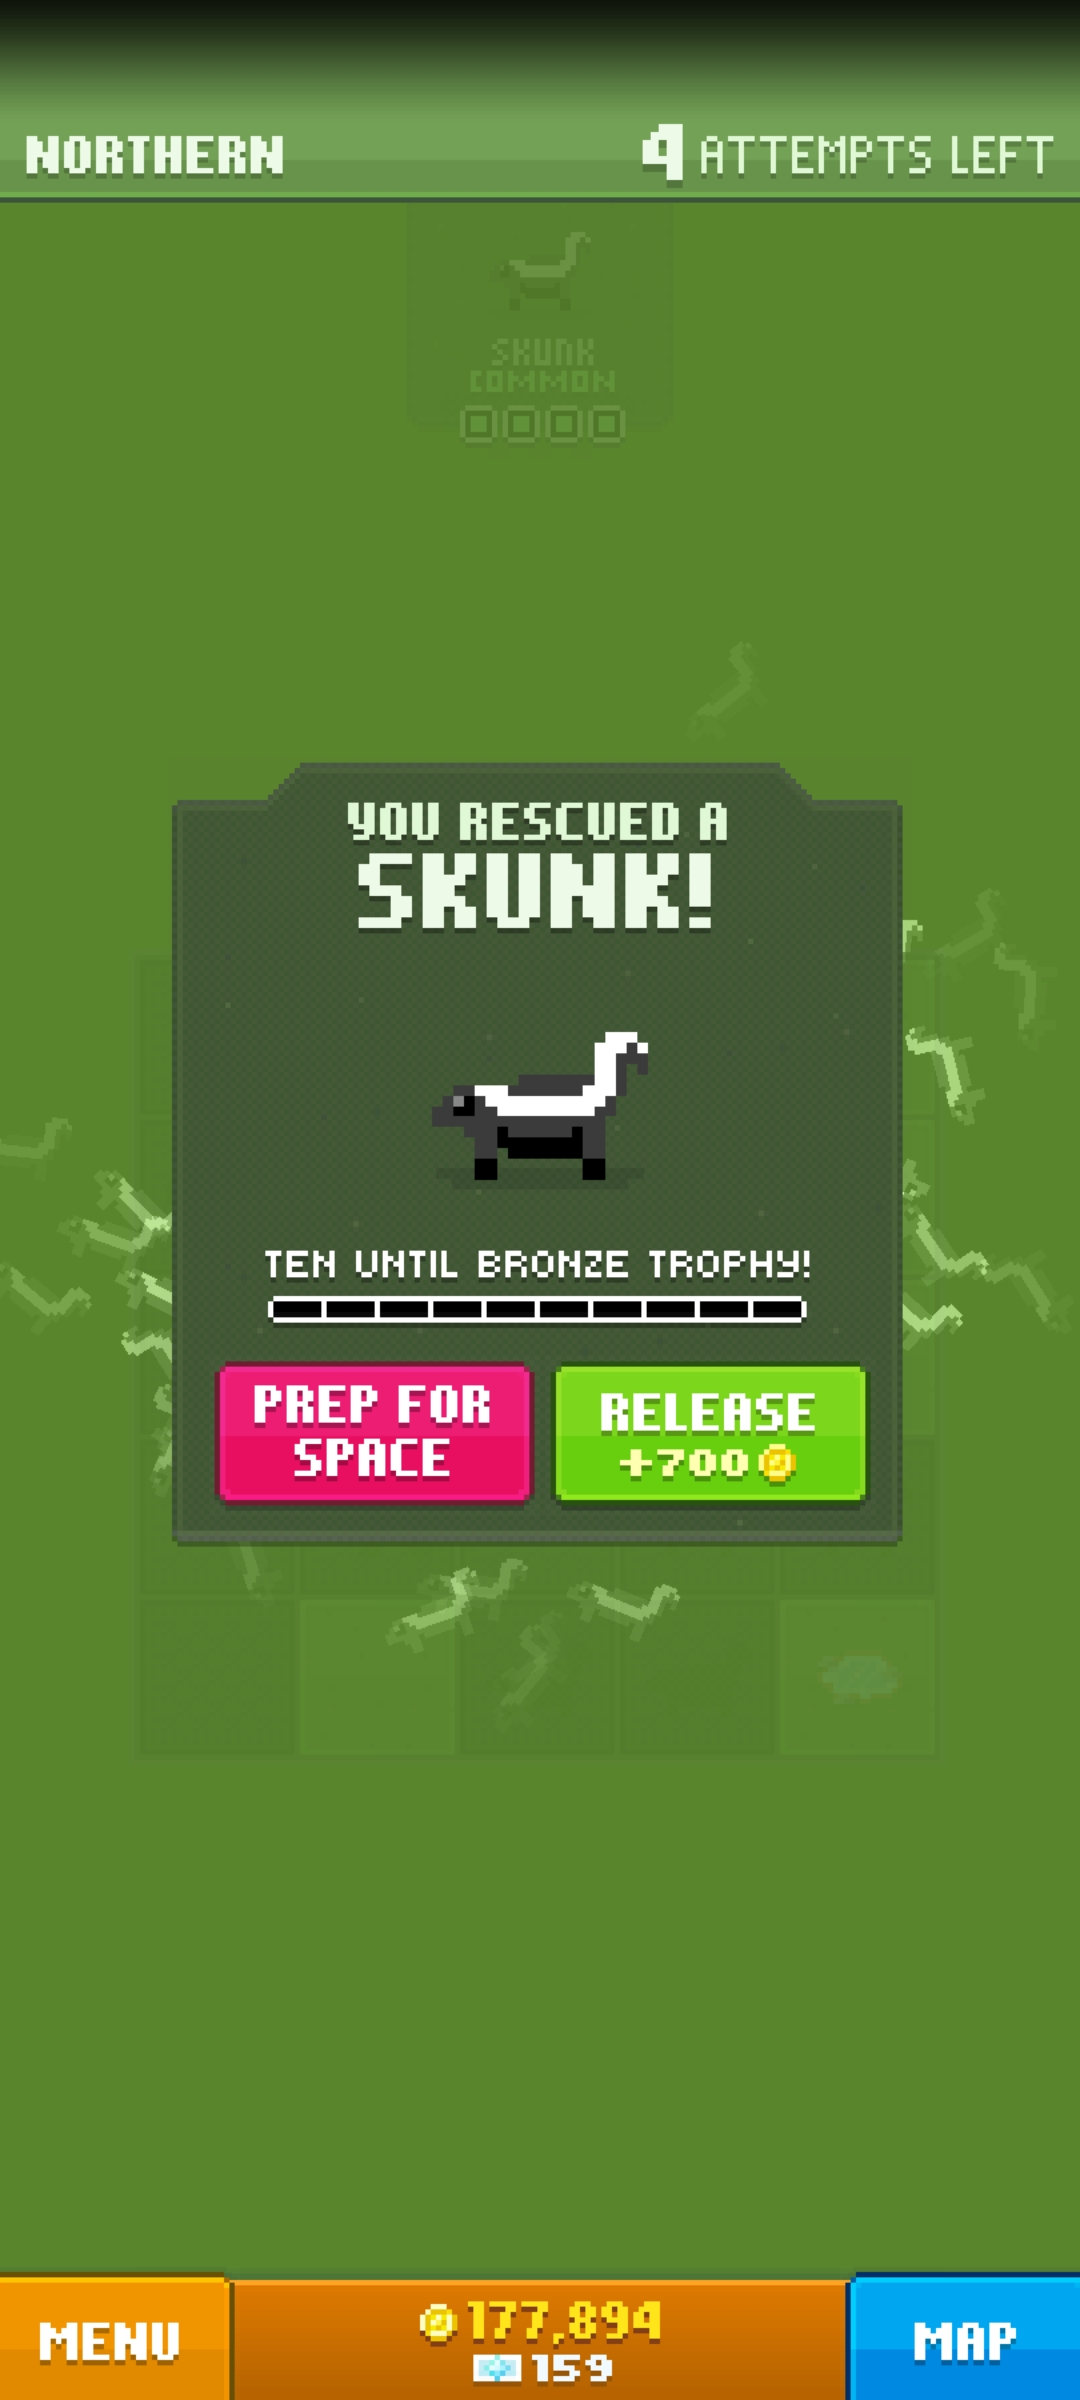 NORTHERN
4 ATTEMPTS LEFT
SKUNK
COMMON
YOU RESCUED A
SKUNK!
TEN UNTIL BRONZE TROPHY!
PREP FOR
SPACE
RELEASE
+700
MENU
177,894
159
MAP